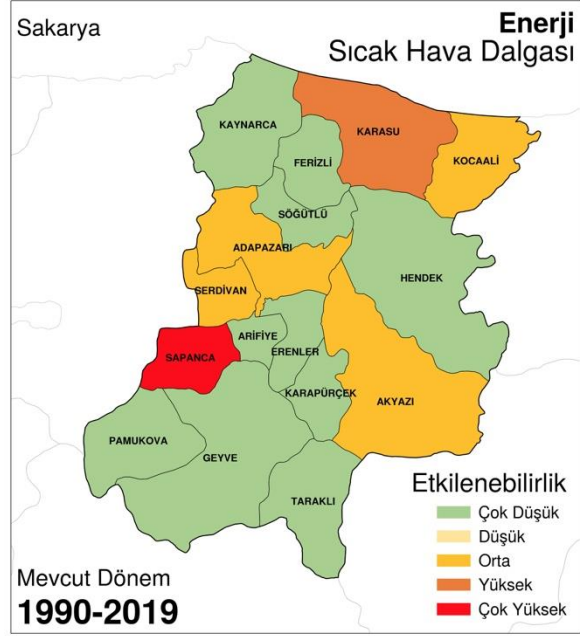 Sakarya
Enerji
Sıcak Hava Dalgası
KAYNARCA
KARASU
KOCAALİ
FERİZLİ
SÖĞÜTLÜ
ADAPAZARI
HENDEK
SERDİVAN
ARİFİYE
ERENLER
SAPANCA
KARAPÜRÇEK
AKYAZI
PAMUKOVA
GEYVE
TARAKLI
Etkilenebilirlik
Çok Düşük
Düşük
Orta
Yüksek
Çok Yüksek
Mevcut Dönem
1990-2019